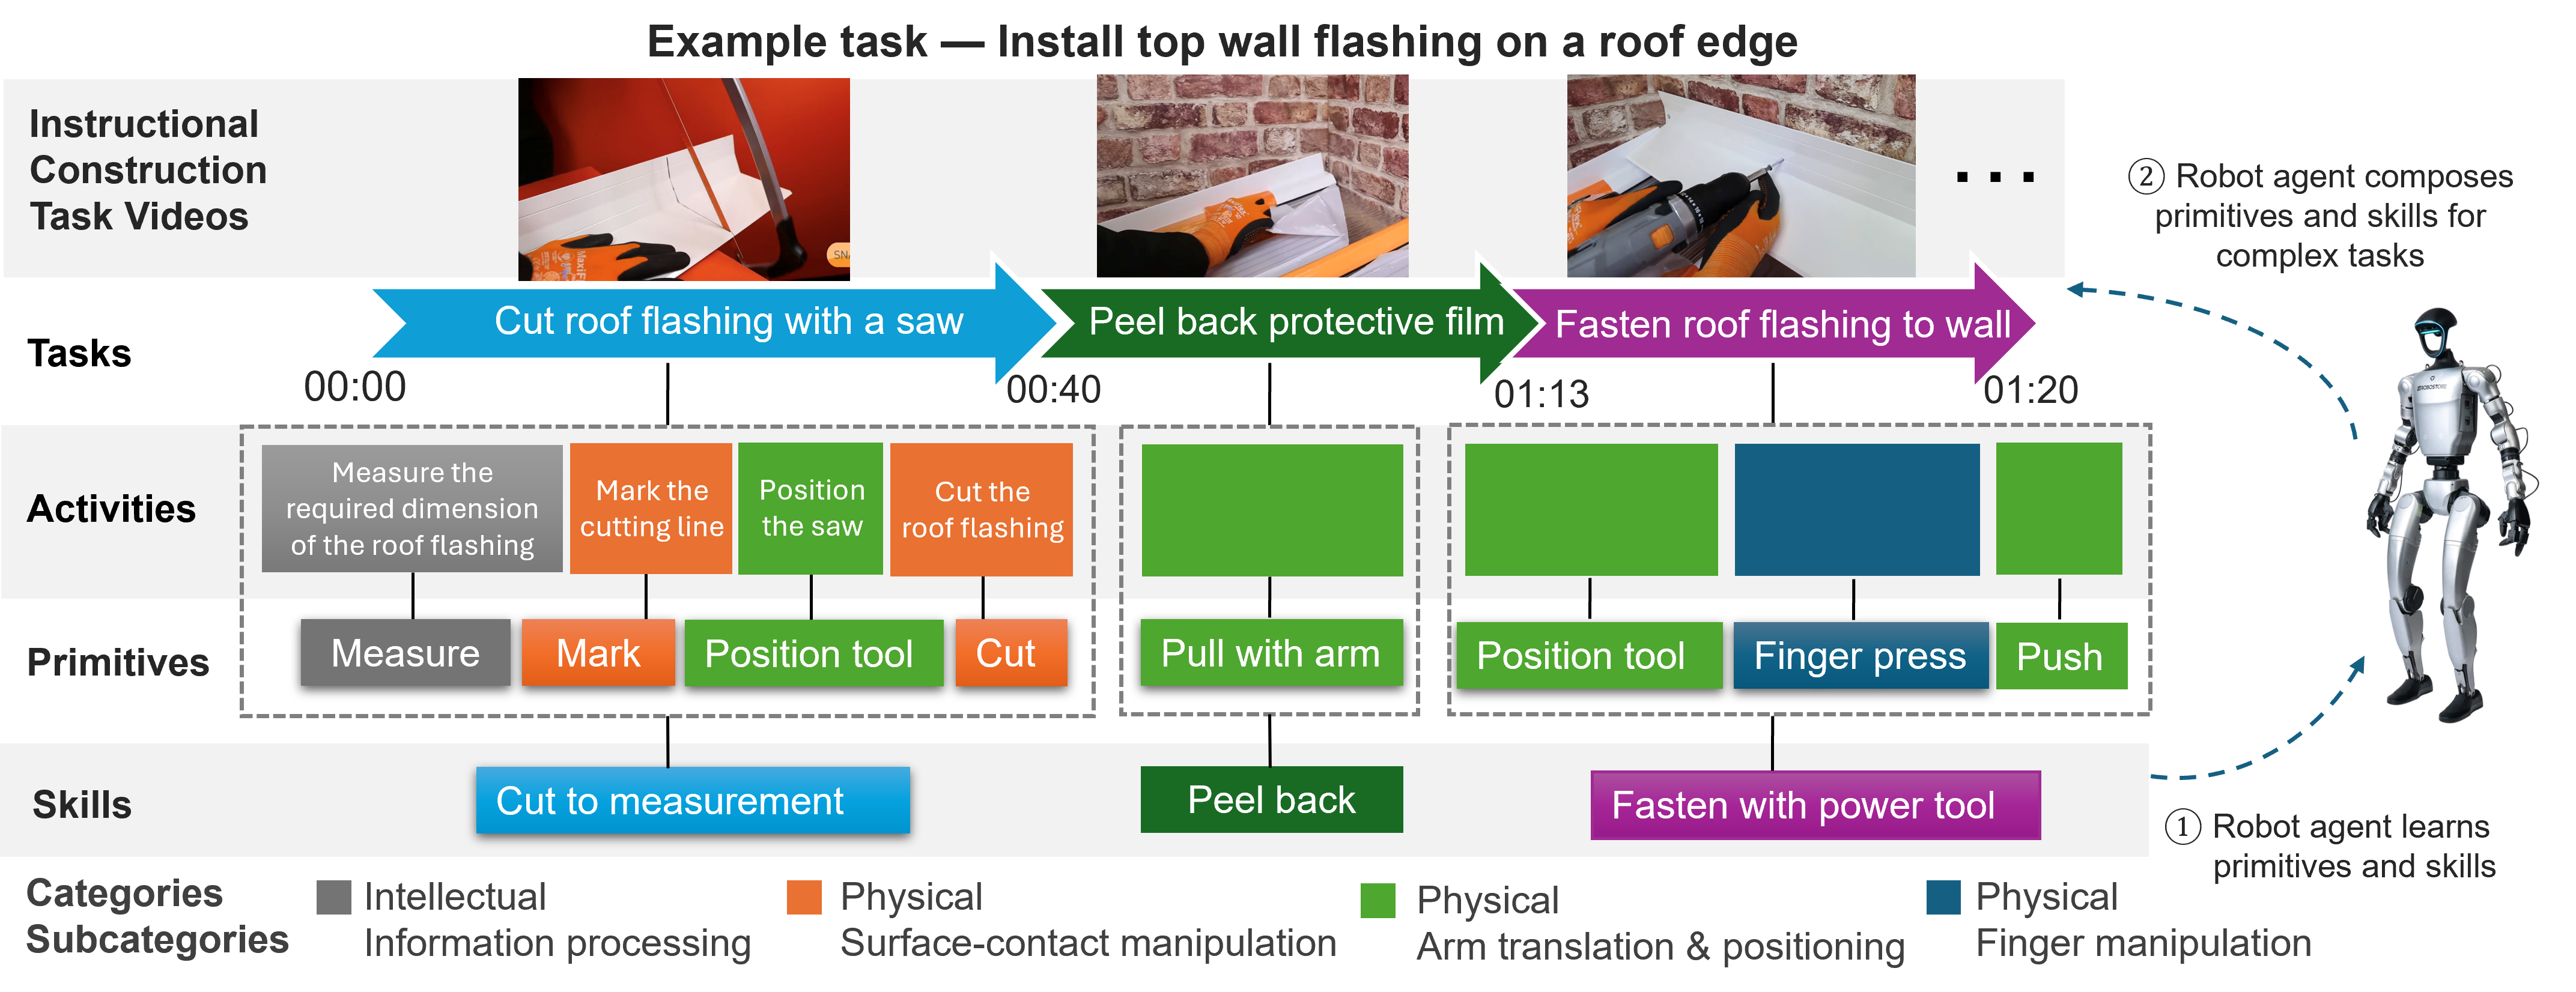 Example task — Install top wall flashing on a roof edge
Instructional
Construction
Task Videos
SNA
MaxiFl
...
② Robot agent composes
primitives and skills for
complex tasks
Tasks
Cut roof flashing with a saw
Peel back protective film
Fasten roof flashing to wall
00:00
00:40
01:13
01:20
Activities
Measure the
required dimension
of the roof flashing
Mark the
cutting line
Position
the saw
Cut the
roof flashing
Primitives
Measure
Mark
Position tool
Cut
Pull with arm
Position tool
Finger press
Push
Skills
Cut to measurement
Peel back
Fasten with power tool
① Robot agent learns
primitives and skills
Categories
Subcategories
Intellectual
Information processing
Physical
Surface-contact manipulation
Physical
Arm translation & positioning
Physical
Finger manipulation